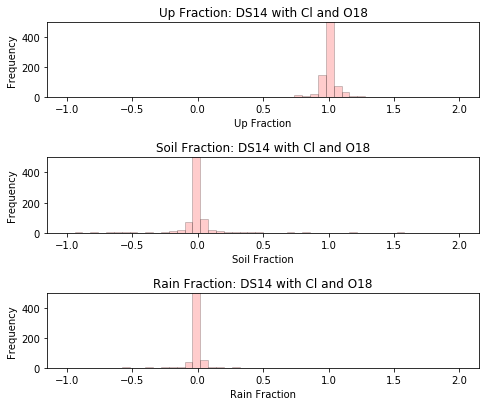 Up Fraction: DS14 with Cl and O18
400
200
0
Frequency
-1.0 -0.5 0.0 0.5 1.0 1.5 2.0
Up Fraction
Soil Fraction: DS14 with Cl and O18
400
200
0
Frequency
-1.0 -0.5 0.0 0.5 1.0 1.5 2.0
Soil Fraction
Rain Fraction: DS14 with Cl and O18
400
200
0
Frequency
-1.0 -0.5 0.0 0.5 1.0 1.5 2.0
Rain Fraction